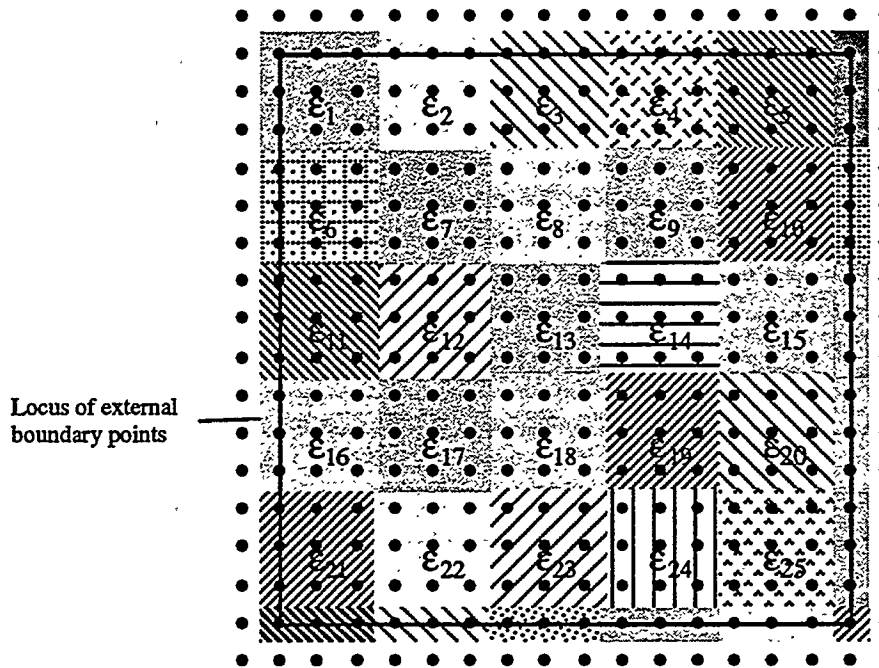 ε1 ε2 ε3 ε4 ε5
ε6 ε7 ε8 ε9 ε10
ε11 ε12 ε13 ε14 ε15
Locus of external
boundary points
ε16 ε17 ε18 ε19 ε20
ε21 ε22 ε23 ε24 ε25